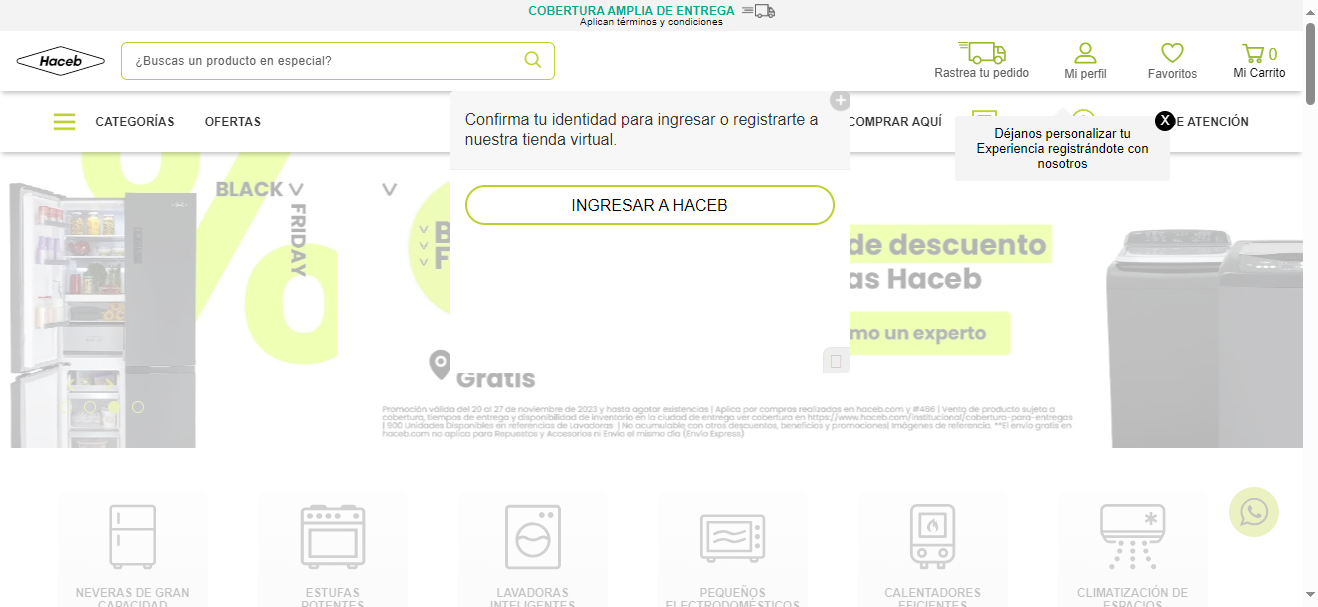 COBERTURA AMPLIA DE ENTREGA
Aplican términos y condiciones
Haceb
¿Buscas un producto en especial?
Rastrea tu pedido
Mi perfil
Favoritos
0
Mi Carrito
CATEGORÍAS
OFERTAS
COMPRAR AQUÍ
E ATENCIÓN
Confirma tu identidad para ingresar o registrarte a
nuestra tienda virtual.
INGRESAR A HACEB
X
Déjanos personalizar tu
Experiencia registrándote con
nosotros
BLACK
FRIDAY
B
F
de descuento
as Haceb
mo un experto
Gratis
Promoción válida del 20 al 27 de noviembre de 2023 y hasta agotar existencias | Aplica por compras realizadas en haceb.com y #466 | Venta de producto sujeta a
cobertura, tiempos de entrega y disponibilidad de inventario en la ciudad de entrega ver cobertura en https://www.haceb.com/institucional/cobertura-para-entregas
| 900 Unidades Disponibles en referencias de Lavadoras | No acumulable con otros descuentos, beneficios y promociones| Imágenes de referencia. **El envío gratis en
haceb.com no aplica para Repuestos y Accesorios ni Envío el mismo día (Envío Express)
NEVERAS DE GRAN
CAPACIDAD
ESTUFAS
POTENTES
LAVADORAS
INTELIGENTES
PEQUEÑOS
ELECTRODOMÉSTICOS
CALENTADORES
EFICIENTES
CLIMATIZACIÓN DE
ESPACIOS